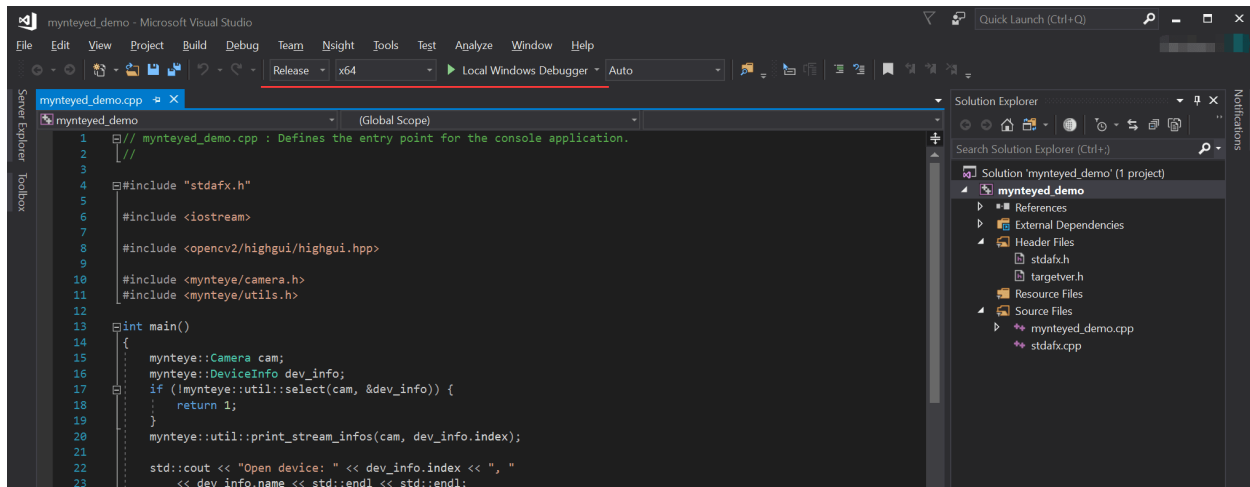 mynteyed_demo - Microsoft Visual Studio
Quick Launch (Ctrl+Q)
File Edit View Project Build Debug Team Nsight Tools Test Analyze Window Help
Release x64 Local Windows Debugger Auto
Server Explorer
Toolbox
mynteyed_demo.cpp
mynteyed_demo (Global Scope)
1 // mynteyed_demo.cpp : Defines the entry point for the console application.
2 //
3
4 #include "stdafx.h"
5
6 #include <iostream>
7
8 #include <opencv2/highgui/highgui.hpp>
9
10 #include <mynteye/camera.h>
11 #include <mynteye/utils.h>
12
13 int main()
14 {
15 mynteye::Camera cam;
16 mynteye::DeviceInfo dev_info;
17 if (!mynteye::util::select(cam, &dev_info)) {
18 return 1;
19 }
20 mynteye::util::print_stream_infos(cam, dev_info.index);
21
22 std::cout << "Open device: " << dev_info.index << ", "
23 << dev_info.name << std::endl << std::endl;
Solution Explorer
Search Solution Explorer (Ctrl+;)
Solution 'mynteyed_demo' (1 project)
mynteyed_demo
References
External Dependencies
Header Files
stdafx.h
targetver.h
Resource Files
Source Files
mynteyed_demo.cpp
stdafx.cpp
Notifications